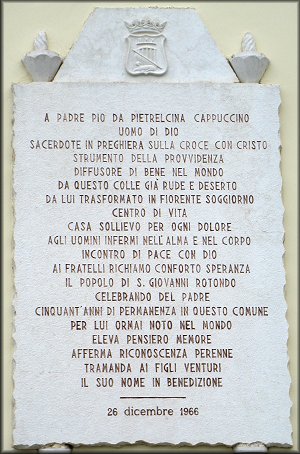 A PADRE PIO DA PIETRELCINA CAPPUCCINO
UOMO DI DIO
SACERDOTE IN PREGHIERA SULLA CROCE CON CRISTO
STRUMENTO DELLA PROVVIDENZA
DIFFUSORE DI BENE NEL MONDO
DA QUESTO COLLE GIÀ RUDE E DESERTO
DA LUI TRASFORMATO IN FIORENTE SOGGIORNO
CENTRO DI VITA
CASA SOLLIEVO PER OGNI DOLORE
AGLI UOMINI INFERMI NELL'ALMA E NEL CORPO
INCONTRO DI PACE CON DIO
AI FRATELLI RICHIAMO CONFORTO SPERANZA
IL POPOLO DI S. GIOVANNI ROTONDO
CELEBRANDO DEL PADRE
CINQUANT'ANNI DI PERMANENZA IN QUESTO COMUNE
PER LUI ORMAI NOTO NEL MONDO
ELEVA PENSIERO MEMORE
AFFERMA RICONOSCENZA PERENNE
TRAMANDA AI FIGLI VENTURI
IL SUO NOME IN BENEDIZIONE
26 dicembre 1966